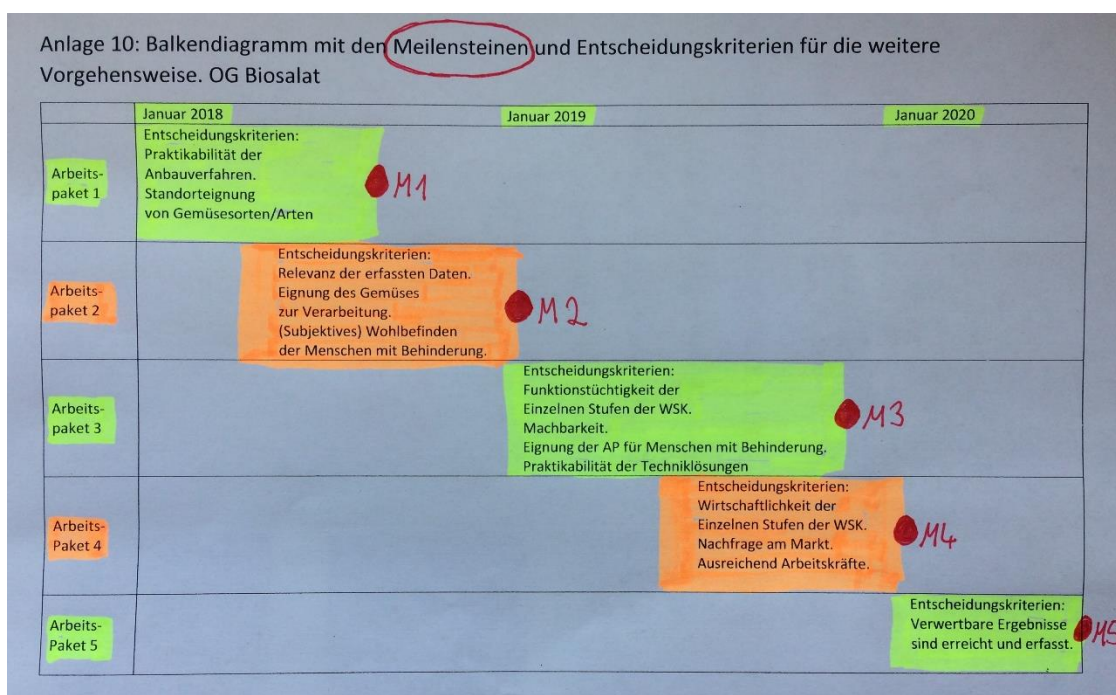 Anlage 10: Balkendiagramm mit den Meilensteinen und Entscheidungskriterien für die weitere
Vorgehensweise. OG Biosalat
Januar 2018 Januar 2019 Januar 2020
Arbeits-
paket 1
Entscheidungskriterien:
Praktikabilität der
Anbauverfahren.
Standorteignung
von Gemüsesorten/Arten
M1
Arbeits-
paket 2
Entscheidungskriterien:
Relevanz der erfassten Daten.
Eignung des Gemüses
zur Verarbeitung.
(Subjektives) Wohlbefinden
der Menschen mit Behinderung.
M2
Arbeits-
paket 3
Entscheidungskriterien:
Funktionstüchtigkeit der
Einzelnen Stufen der WSK.
Machbarkeit.
Eignung der AP für Menschen mit Behinderung.
Praktikabilität der Techniklösungen
M3
Arbeits-
Paket 4
Entscheidungskriterien:
Wirtschaftlichkeit der
Einzelnen Stufen der WSK.
Nachfrage am Markt.
Ausreichend Arbeitskräfte.
M4
Arbeits-
Paket 5
Entscheidungskriterien:
Verwertbare Ergebnisse
sind erreicht und erfasst.
M5